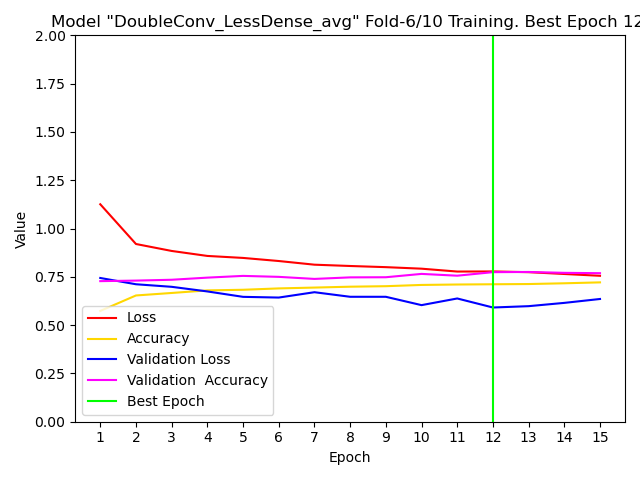 Model "DoubleConv_LessDense_avg" Fold-6/10 Training. Best Epoch 12
2.00
1.75
1.50
1.25
1.00
0.75
0.50
0.25
0.00
Value
Loss
Accuracy
Validation Loss
Validation  Accuracy
Best Epoch
1 2 3 4 5 6 7 8 9 10 11 12 13 14 15
Epoch